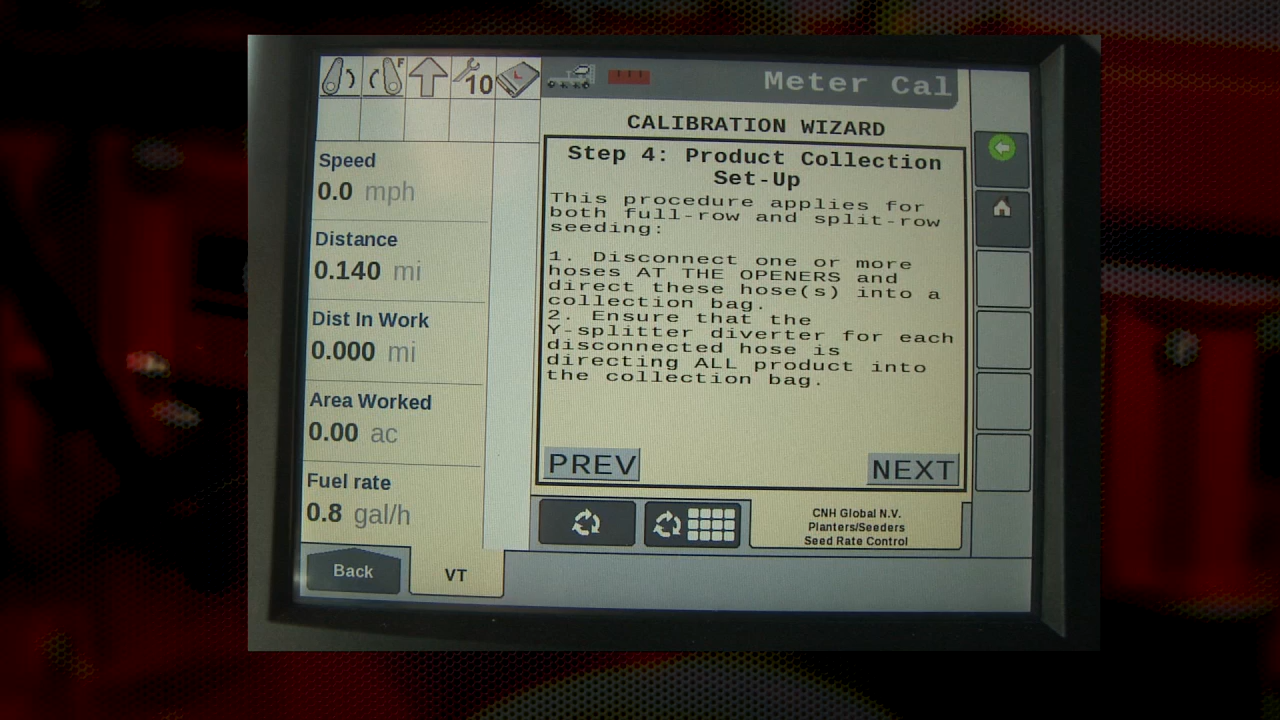 F
10
Meter Cal
Speed
0.0 mph
Distance
0.140 mi
Dist In Work
0.000 mi
Area Worked
0.00 ac
Fuel rate
0.8 gal/h
CALIBRATION WIZARD
Step 4: Product Collection
Set-Up
This procedure applies for
both full-row and split-row
seeding:
1. Disconnect one or more
hoses AT THE OPENERS and
direct these hose(s) into a
collection bag.
2. Ensure that the
Y-splitter diverter for each
disconnected hose is
directing ALL product into
the collection bag.
PREV
NEXT
CNH Global N.V.
Planters/Seeders
Seed Rate Control
Back
VT